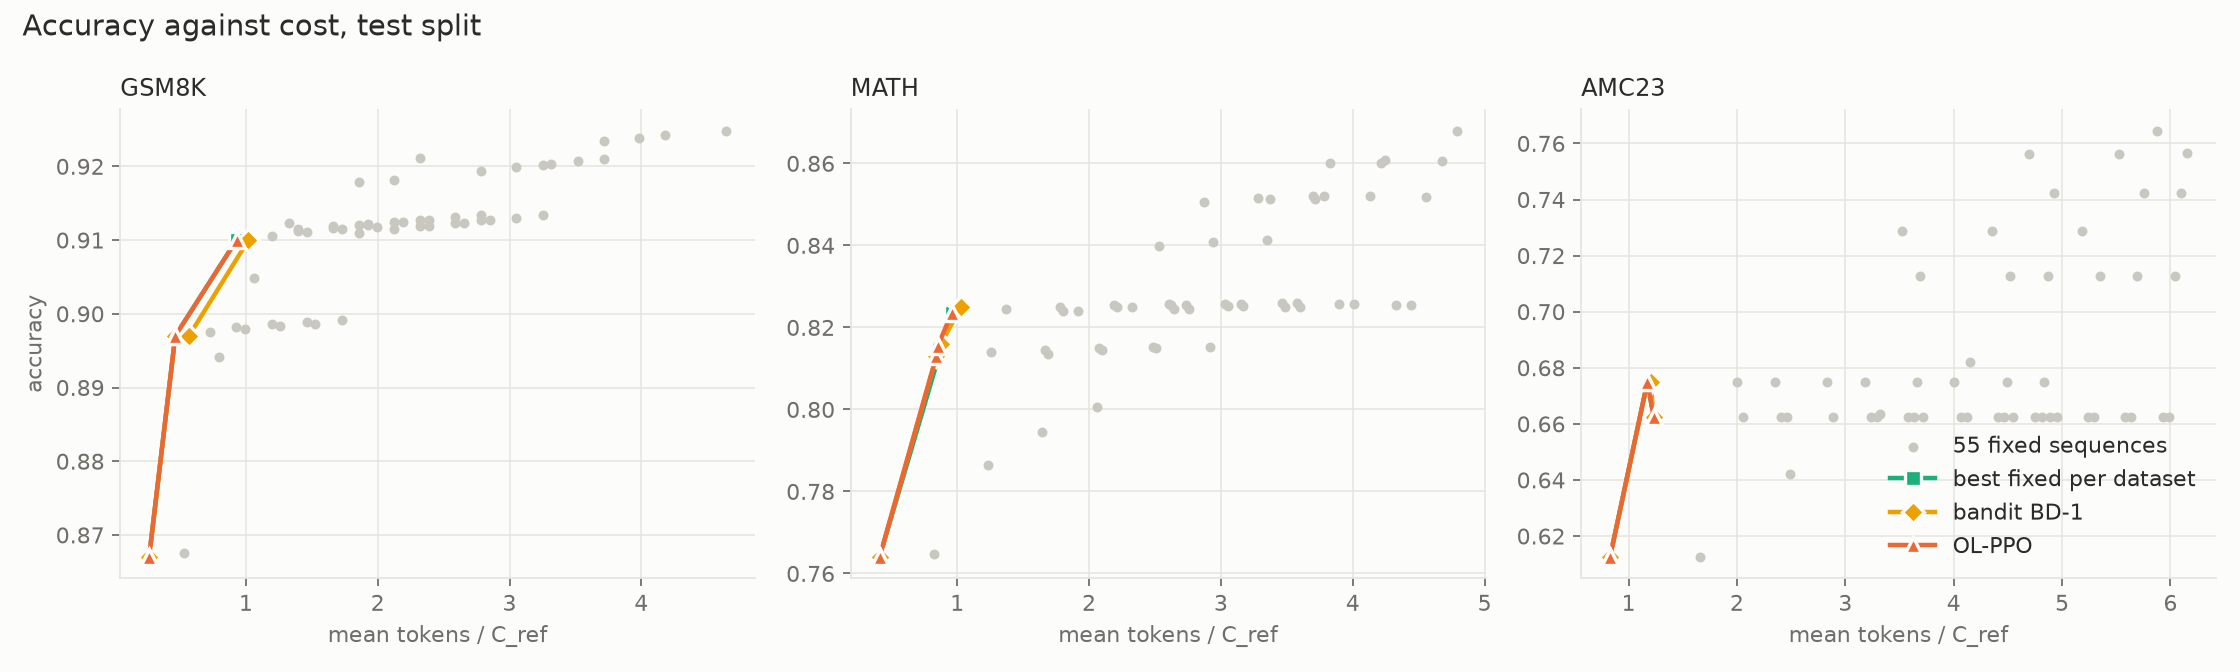 Accuracy against cost, test split
GSM8K
0.92
0.91
0.90
0.89
0.88
0.87
accuracy
1 2 3 4
mean tokens / C_ref
MATH
0.86
0.84
0.82
0.80
0.78
0.76
1 2 3 4 5
mean tokens / C_ref
AMC23
0.76
0.74
0.72
0.70
0.68
0.66
0.64
0.62
55 fixed sequences
best fixed per dataset
bandit BD-1
OL-PPO
1 2 3 4 5 6
mean tokens / C_ref